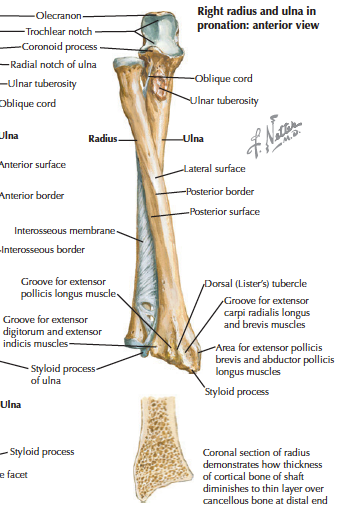 Right radius and ulna in
pronation: anterior view
Olecranon
Trochlear notch
Coronoid process
Radial notch of ulna
Ulnar tuberosity
Oblique cord
Oblique cord
Ulnar tuberosity
Ulna
Radius
Ulna
F. Netter
M.D.
Anterior surface
Lateral surface
Anterior border
Posterior border
Posterior surface
Interosseous membrane
Interosseous border
Groove for extensor
pollicis longus muscle
Dorsal (Lister's) tubercle
Groove for extensor
carpi radialis longus
and brevis muscles
Groove for extensor
digitorum and extensor
indicis muscles
Area for extensor pollicis
brevis and abductor pollicis
longus muscles
Styloid process
of ulna
Styloid process
Ulna
Styloid process
e facet
Coronal section of radius
demonstrates how thickness
of cortical bone of shaft
diminishes to thin layer over
cancellous bone at distal end